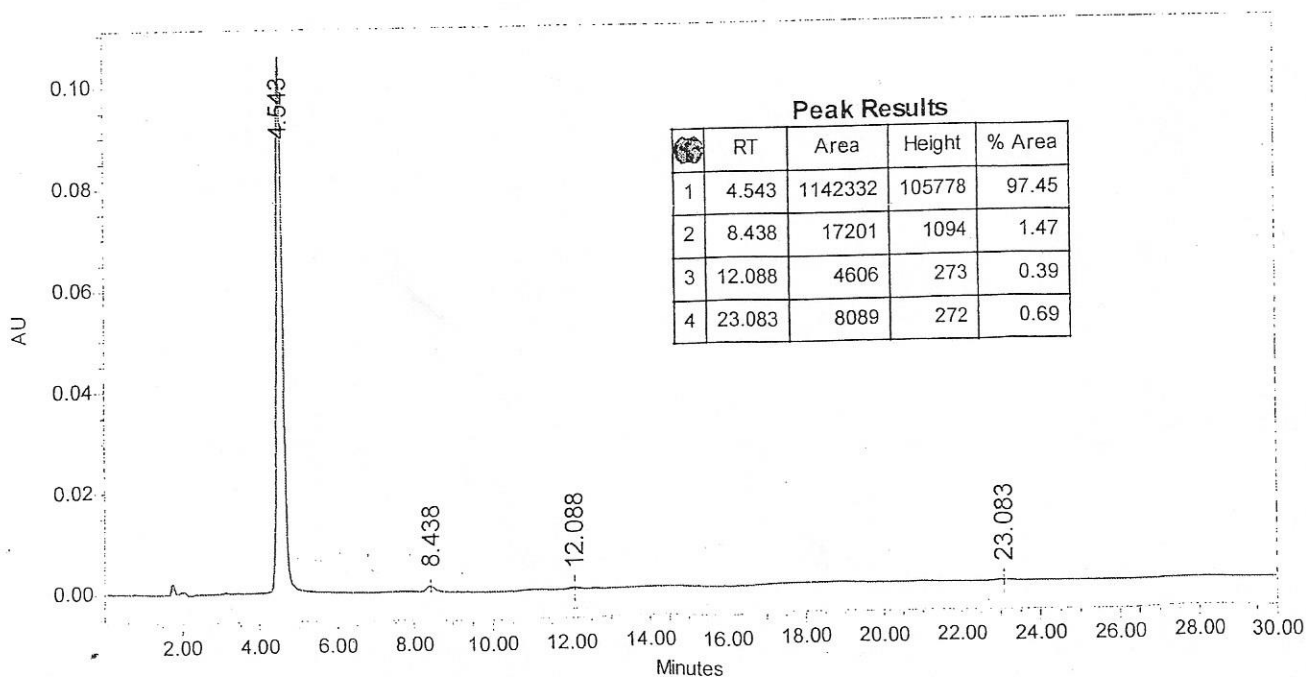 0.10
0.08
0.06
0.04
0.02
0.00
AU
4.543
8.438
12.088
23.083
Peak Results
RT Area Height % Area
1 4.543 1142332 105778 97.45
2 8.438 17201 1094 1.47
3 12.088 4606 273 0.39
4 23.083 8089 272 0.69
2.00 4.00 6.00 8.00 10.00 12.00 14.00 16.00 18.00 20.00 22.00 24.00 26.00 28.00 30.00
Minutes